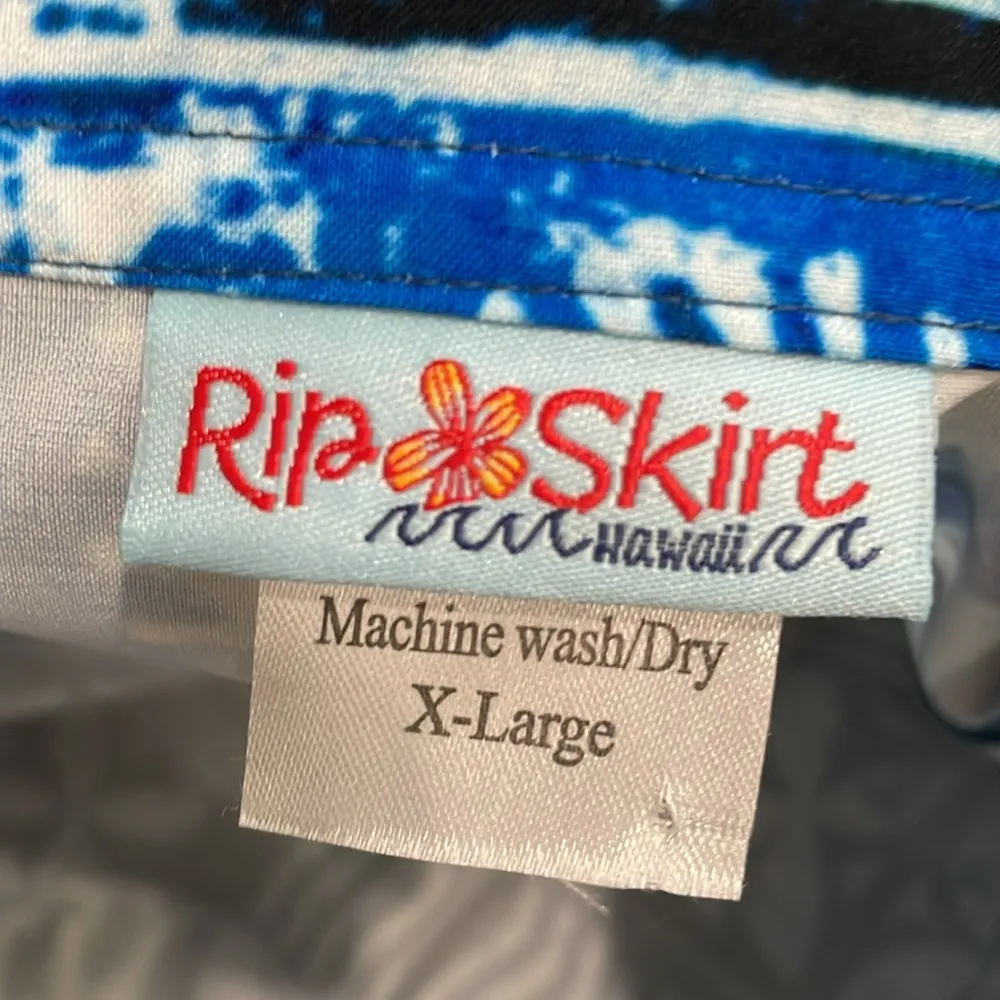 Rip Skirt
Hawaii
Machine wash/Dry
X-Large